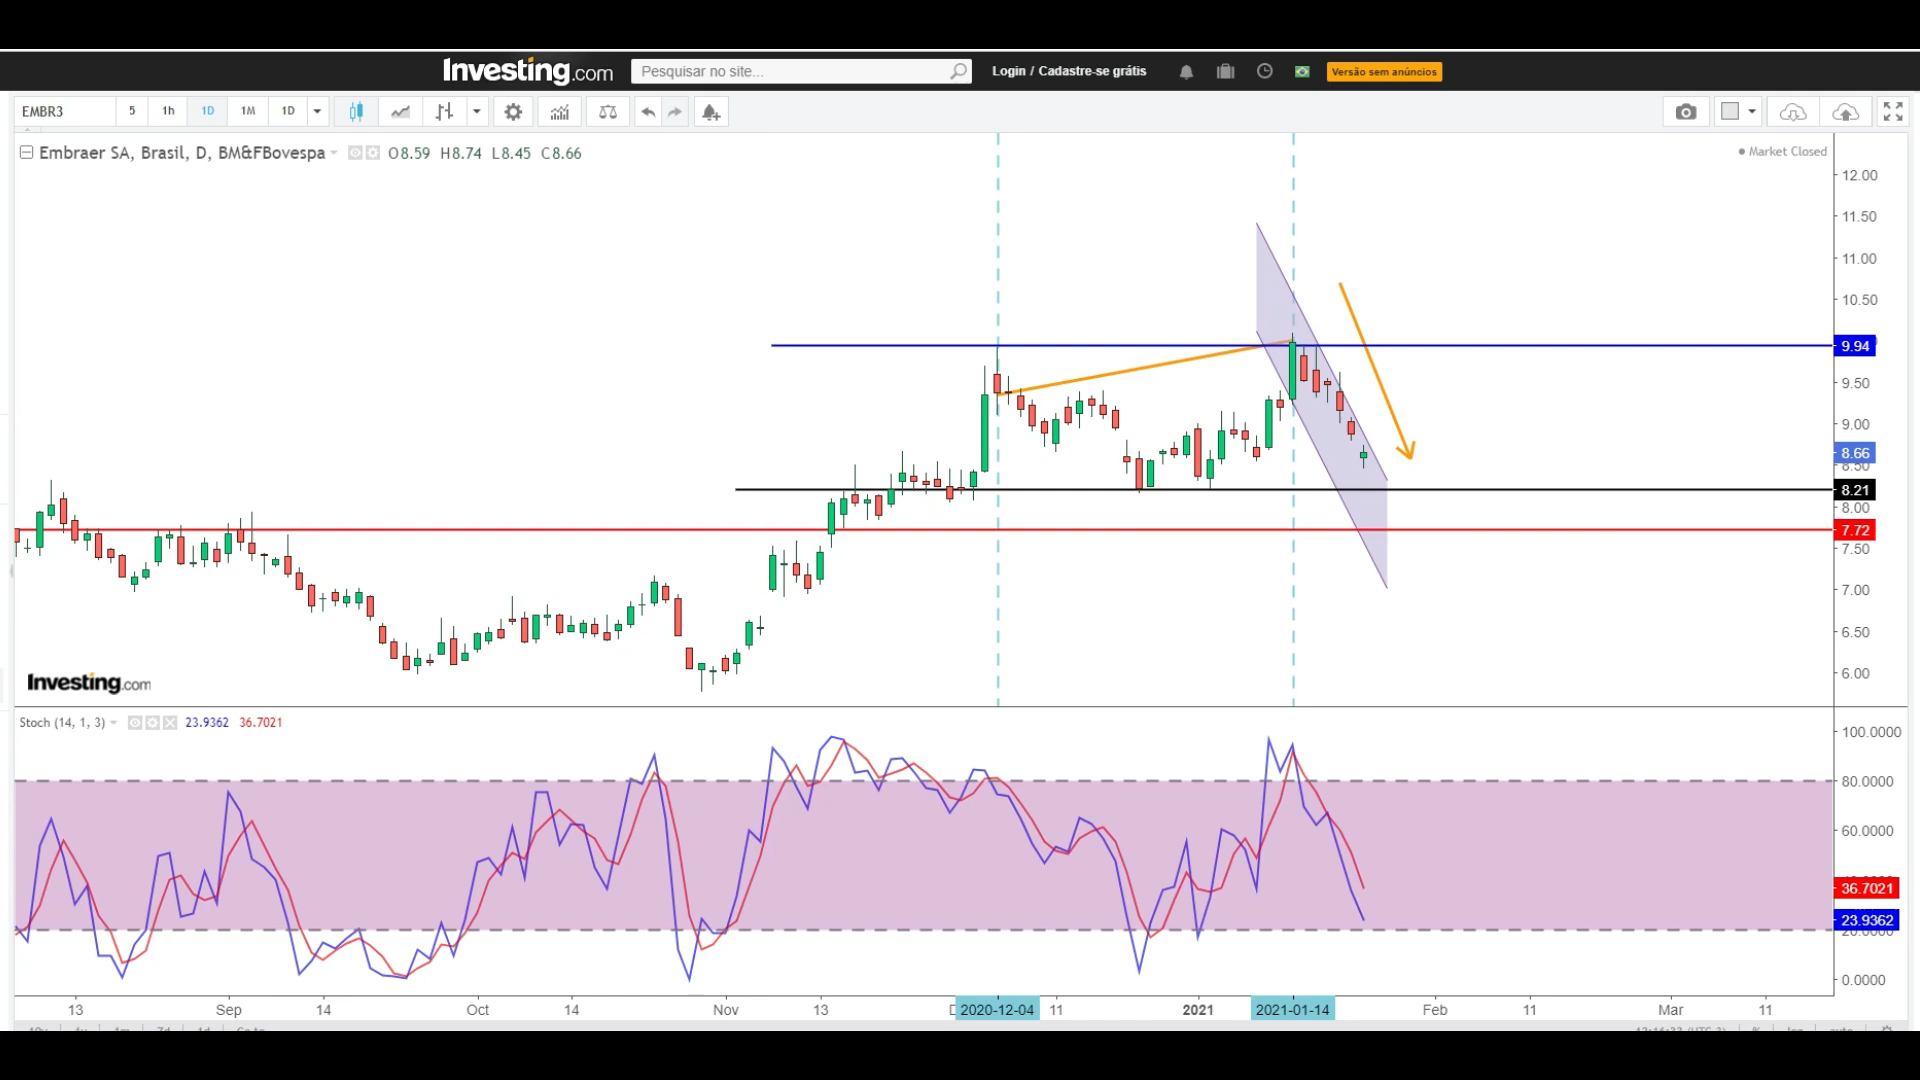 Investing.com
Pesquisar no site...
Login / Cadastre-se grátis
Versão sem anúncios
EMBR3
5
1h
1D
1M
1D
Embraer SA, Brasil, D, BM&FBovespa
O8.59 H8.74 L8.45 C8.66
Market Closed
12.00
11.50
11.00
10.50
9.94
9.50
9.00
8.66
8.50
8.21
8.00
7.72
7.50
7.00
6.50
6.00
Investing.com
Stoch (14, 1, 3)
23.9362
36.7021
100.0000
80.0000
60.0000
36.7021
23.9362
20.0000
0.0000
13
Sep
14
Oct
14
Nov
13
2020-12-04
11
2021
2021-01-14
Feb
11
Mar
11